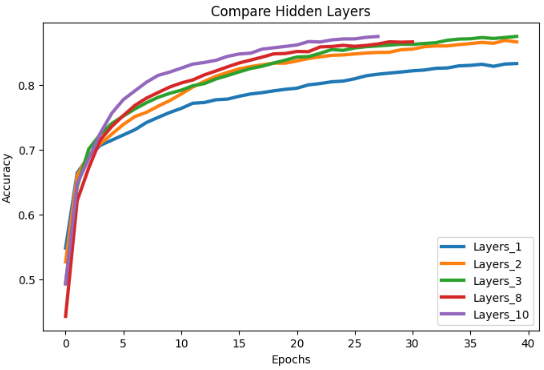 Compare Hidden Layers
Accuracy
0.8
0.7
0.6
0.5
0 5 10 15 20 25 30 35 40
Epochs
Layers_1
Layers_2
Layers_3
Layers_8
Layers_10